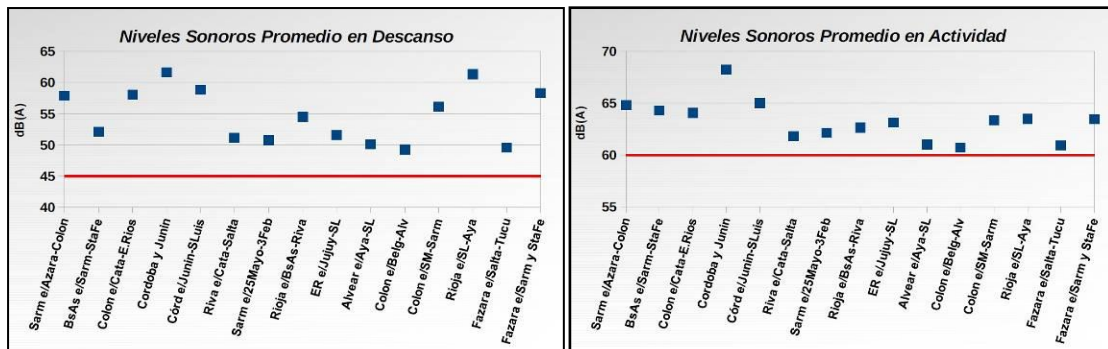 Niveles Sonoros Promedio en Descanso
65
60
55
50
45
40
dB(A)
Sarm e/Azara-Colon
BsAs e/Sarm-StaFe
Colon e/Cata-E.Rios
Cordoba y Junin
Córd e/Junin-SLuis
Riva e/Cata-Salta
Sarm e/25Mayo-3Feb
Rioja e/BsAs-Riva
ER e/Jujuy-SL
Alvear e/Aya-SL
Colon e/Belg-Alv
Colon e/SM-Sarm
Rioja e/SL-Aya
Fazara e/Salta-Tucu
Fazara e/Sarm y StaFe
Niveles Sonoros Promedio en Actividad
70
65
60
55
dB(A)
Sarm e/Azara-Colon
BsAs e/Sarm-StaFe
Colon e/Cata-E.Rios
Cordoba y Junin
Córd e/Junin-SLuis
Riva e/Cata-Salta
Sarm e/25Mayo-3Feb
Rioja e/BsAs-Riva
ER e/Jujuy-SL
Alvear e/Aya-SL
Colon e/Belg-Alv
Colon e/SM-Sarm
Rioja e/SL-Aya
Fazara e/Salta-Tucu
Fazara e/Sarm y StaFe